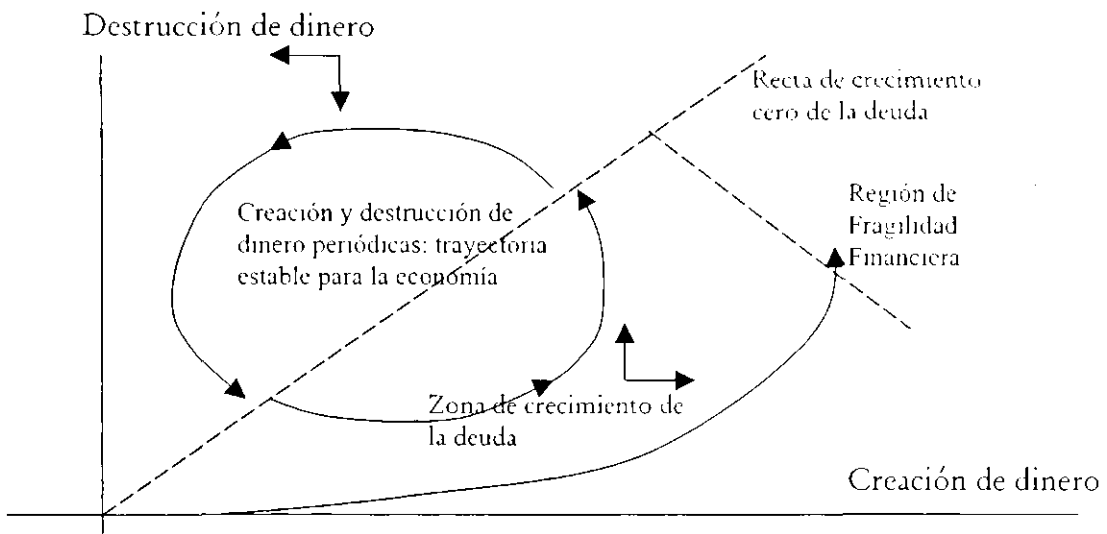 Destrucción de dinero
Recta de crecimiento
cero de la deuda
Región de
Fragilidad
Financiera
Creación y destrucción de
dinero periódicas: trayectoria
estable para la economía
Zona de crecimiento de
la deuda
Creación de dinero